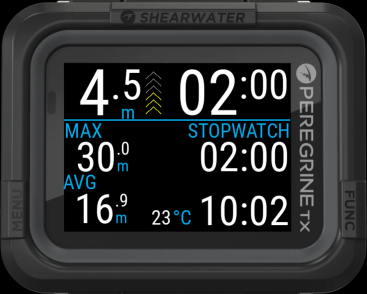 SHEARWATER
4.5 m 02:00
MAX STOPWATCH
30.0 m 02:00
AVG
16.9 m 23°C 10:02
PEREGRINE TX
MENU
FUNC